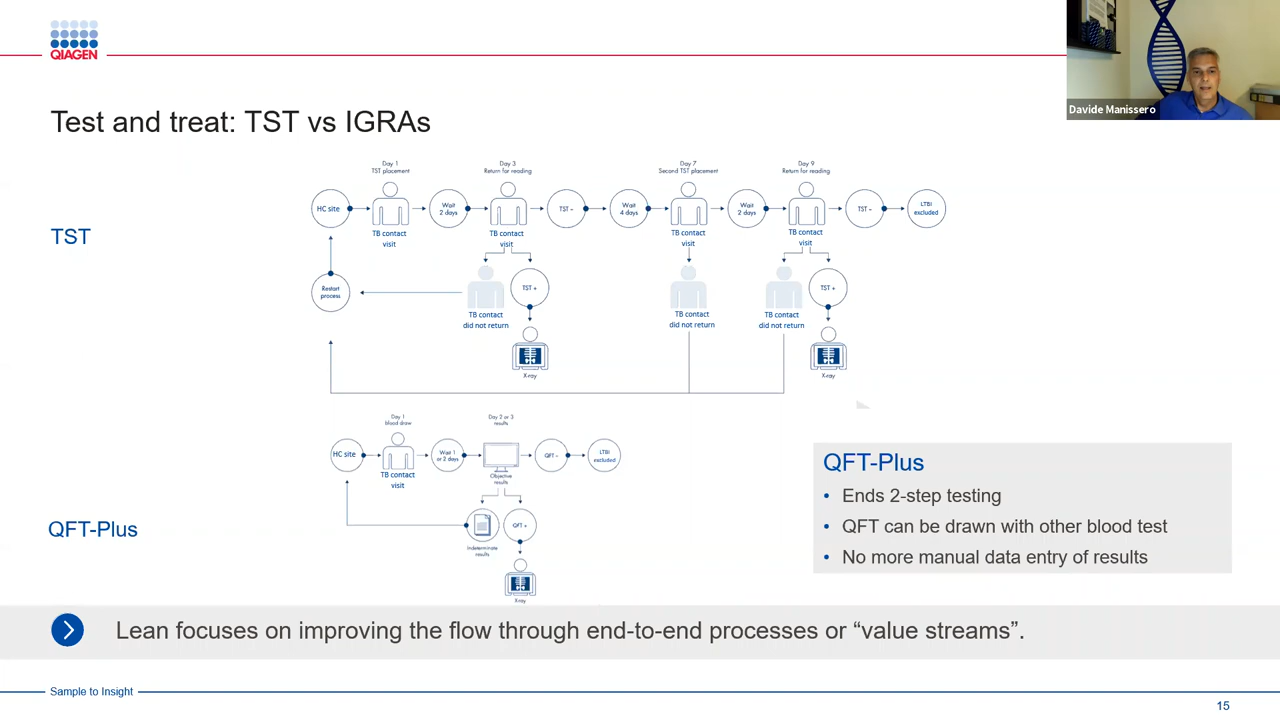 QIAGEN
Davide Manissero
Test and treat: TST vs IGRAs
TST
Day 1
TST placement
Day 3
Return for reading
Day 7
Second TST placement
Day 9
Return for reading
HC site
Wait
2 days
TST –
Wait
4 days
Wait
2 days
TST –
LTBI
excluded
TB contact
visit
TB contact
visit
TB contact
visit
TB contact
visit
Restart
process
TST +
TST +
TB contact
did not return
TB contact
did not return
TB contact
did not return
X-ray
X-ray
QFT-Plus
Day 1
blood draw
Day 2 or 3
results
HC site
Wait 1
or 2 days
QFT –
LTBI
excluded
TB contact
visit
Objective
results
QFT +
Indeterminate
results
X-ray
QFT-Plus
• Ends 2-step testing
• QFT can be drawn with other blood test
• No more manual data entry of results
Lean focuses on improving the flow through end-to-end processes or “value streams”.
Sample to Insight
15